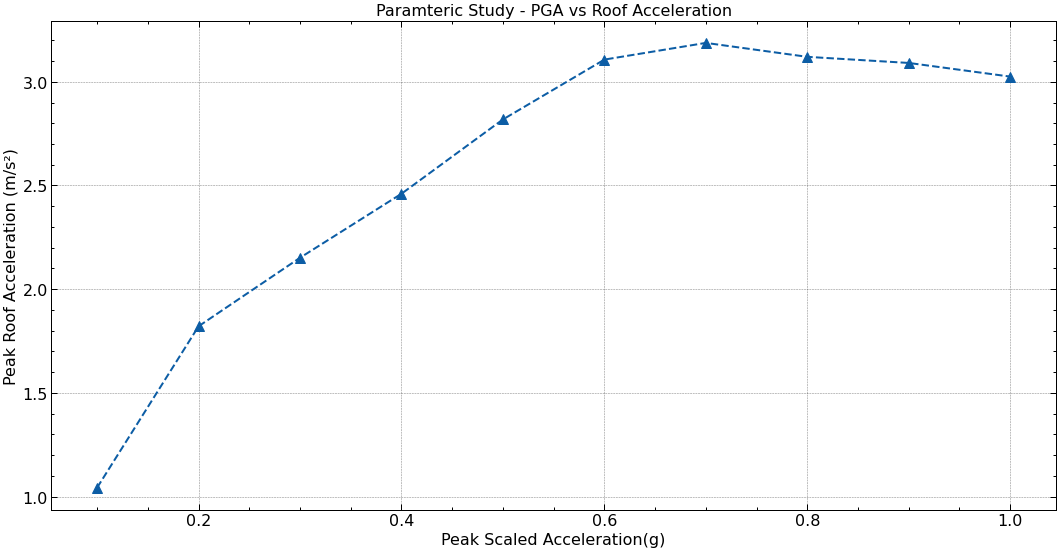 Paramteric Study - PGA vs Roof Acceleration
Peak Roof Acceleration (m/s²)
3.0
2.5
2.0
1.5
1.0
0.2 0.4 0.6 0.8 1.0
Peak Scaled Acceleration(g)